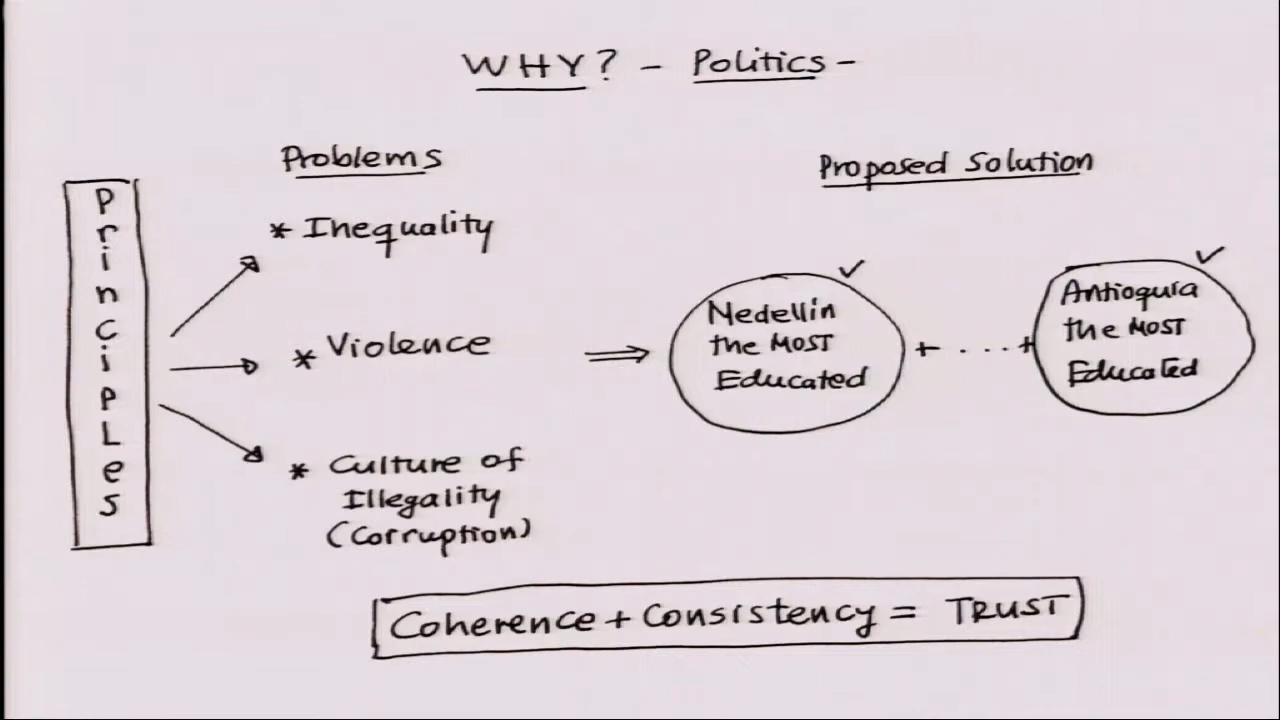 WHY? - Politics -
Problems
Proposed Solution
Principles
* Inequality
* Violence
* Culture of
Illegality
(Corruption)
⇒
Medellin
the MOST
Educated
+ ....+
Antioquia
the MOST
Educated
Coherence + Consistency = TRUST